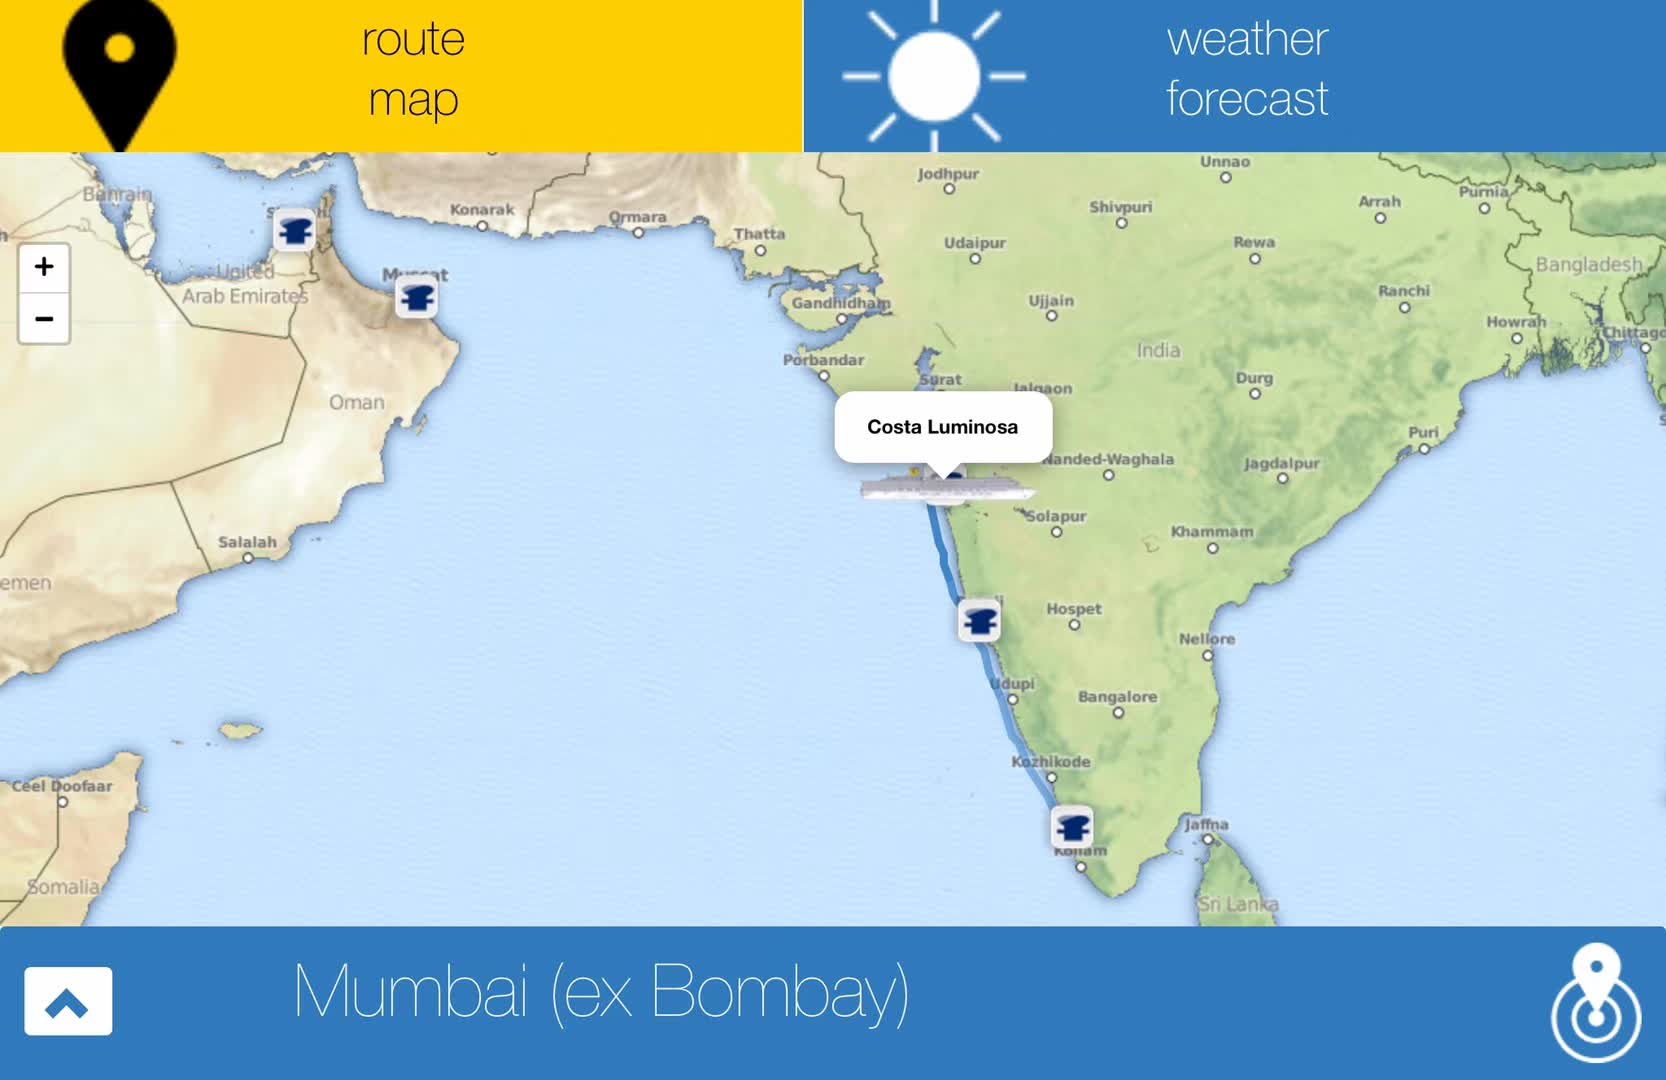 route
map
weather
forecast
Bahrain
Konarak
Ormara
Thatta
Jodhpur
Unnao
Shivpuri
Arrah
Purnia
Udaipur
Rewa
Bangladesh
United
Arab Emirates
Muscat
Gandhidham
Ujjain
Ranchi
Howrah
Chittago
+
−
Porbandar
India
Surat
Jalgaon
Durg
Oman
Costa Luminosa
Puri
Nanded-Waghala
Jagdalpur
Solapur
Khammam
Salalah
emen
Hospet
Nellore
Udupi
Bangalore
Kozhikode
Ceel Doofaar
Jaffna
Kollam
Somalia
Sri Lanka
Mumbai (ex Bombay)